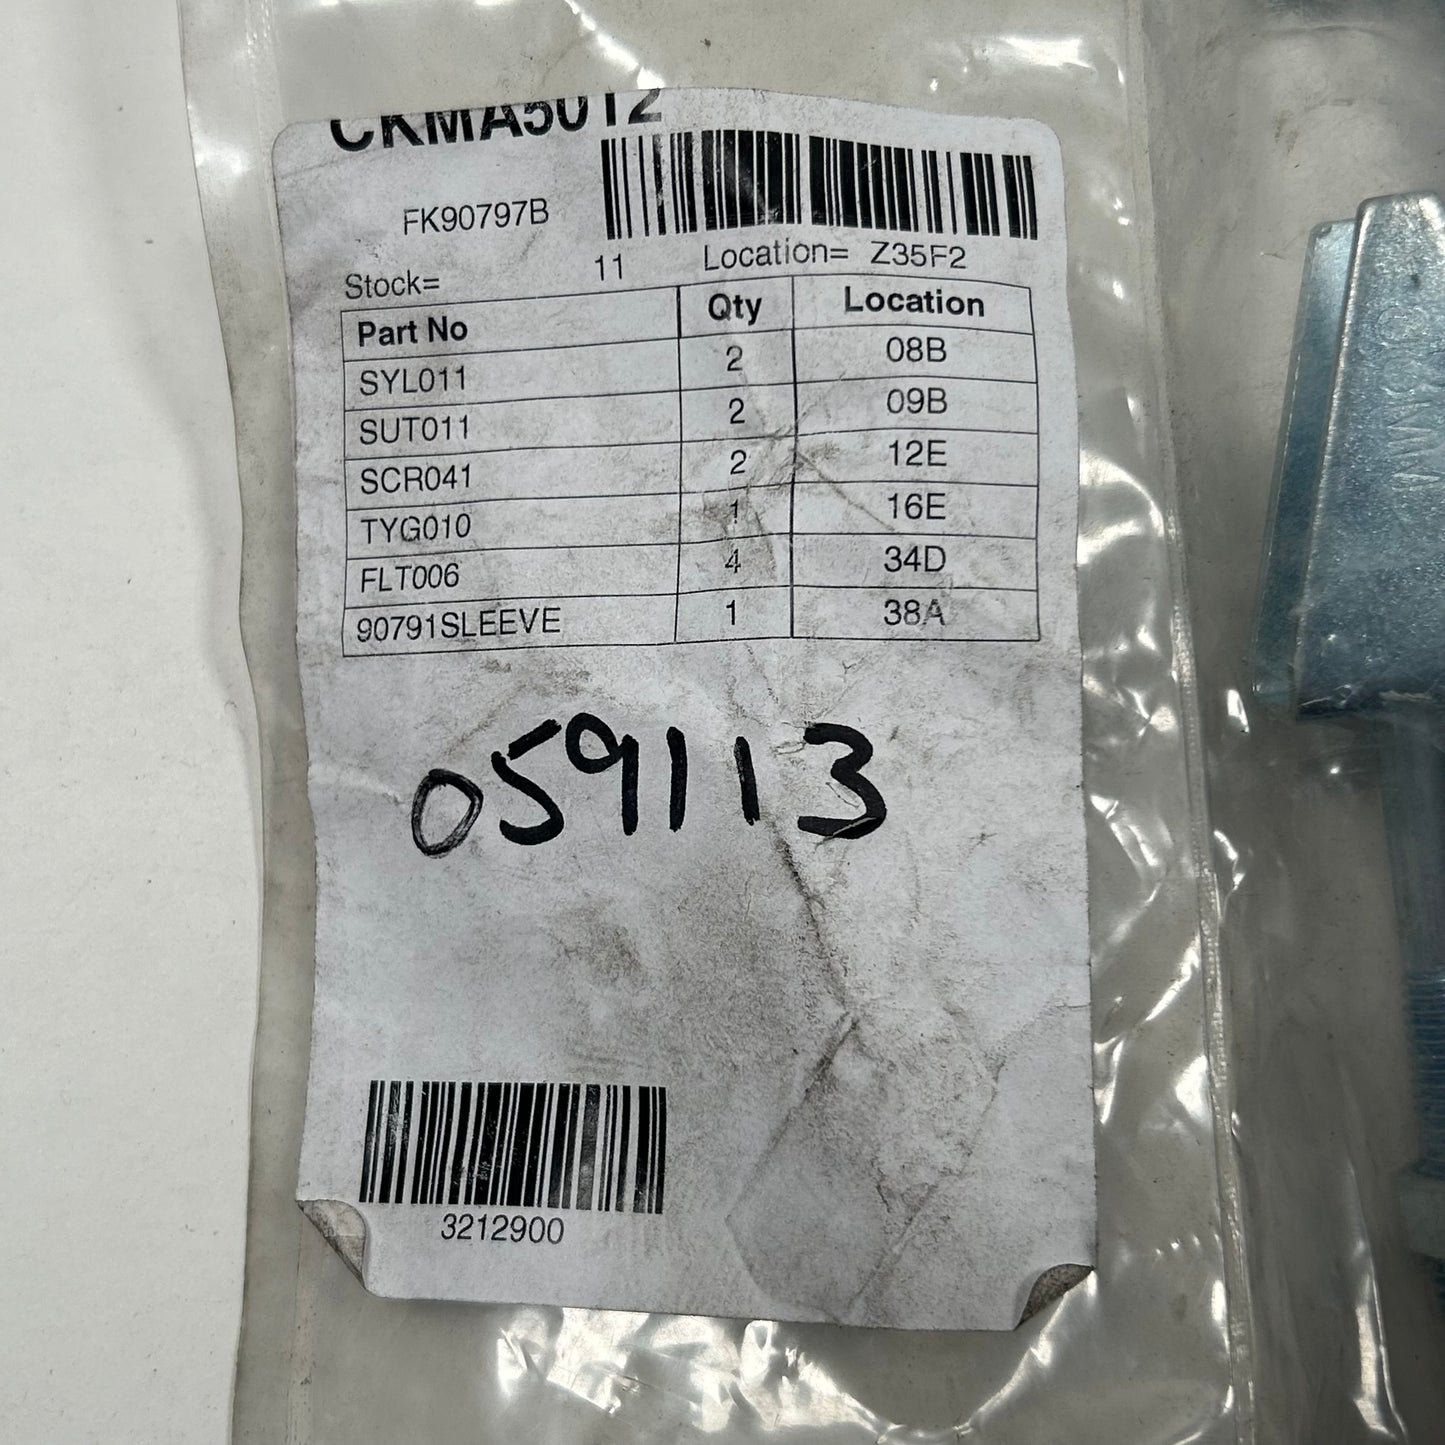 CKMA5012
FK90797B
Stock= 11 Location= Z35F2
Part No Qty Location
SYL011 2 08B
SUT011 2 09B
SCR041 2 12E
TYG010 1 16E
FLT006 4 34D
90791SLEEVE 1 38A
059113
3212900